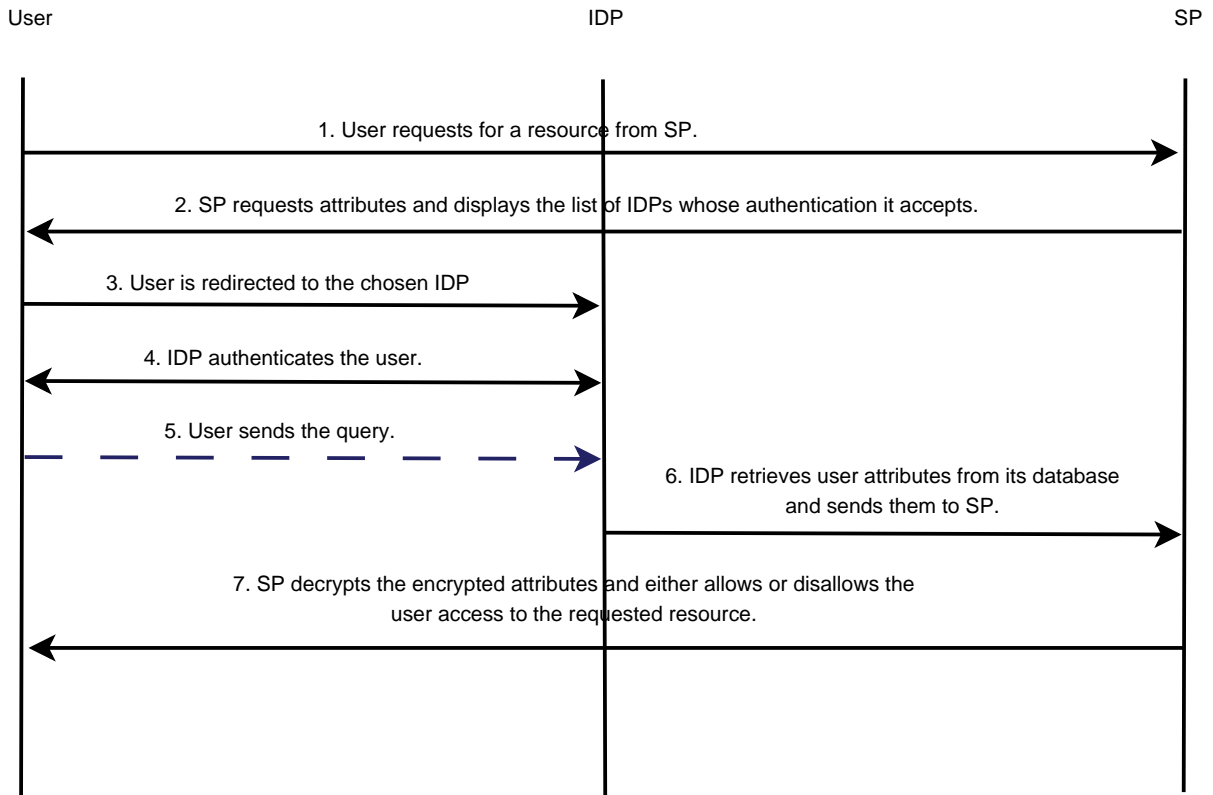 User IDP SP
1. User requests for a resource from SP.
2. SP requests attributes and displays the list of IDPs whose authentication it accepts.
3. User is redirected to the chosen IDP
4. IDP authenticates the user.
5. User sends the query.
6. IDP retrieves user attributes from its database
and sends them to SP.
7. SP decrypts the encrypted attributes and either allows or disallows the
user access to the requested resource.